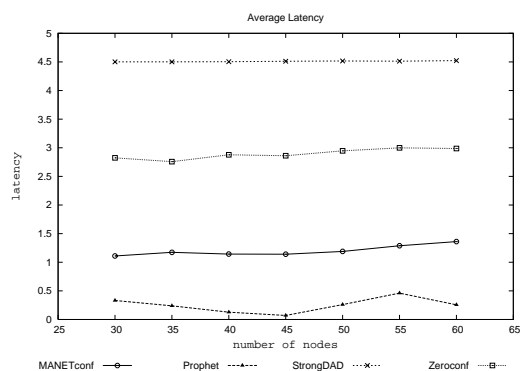 Average Latency
5
4.5
4
3.5
3
2.5
2
1.5
1
0.5
0
latency
25 30 35 40 45 50 55 60 65
number of nodes
MANETconf Prophet StrongDAD Zeroconf